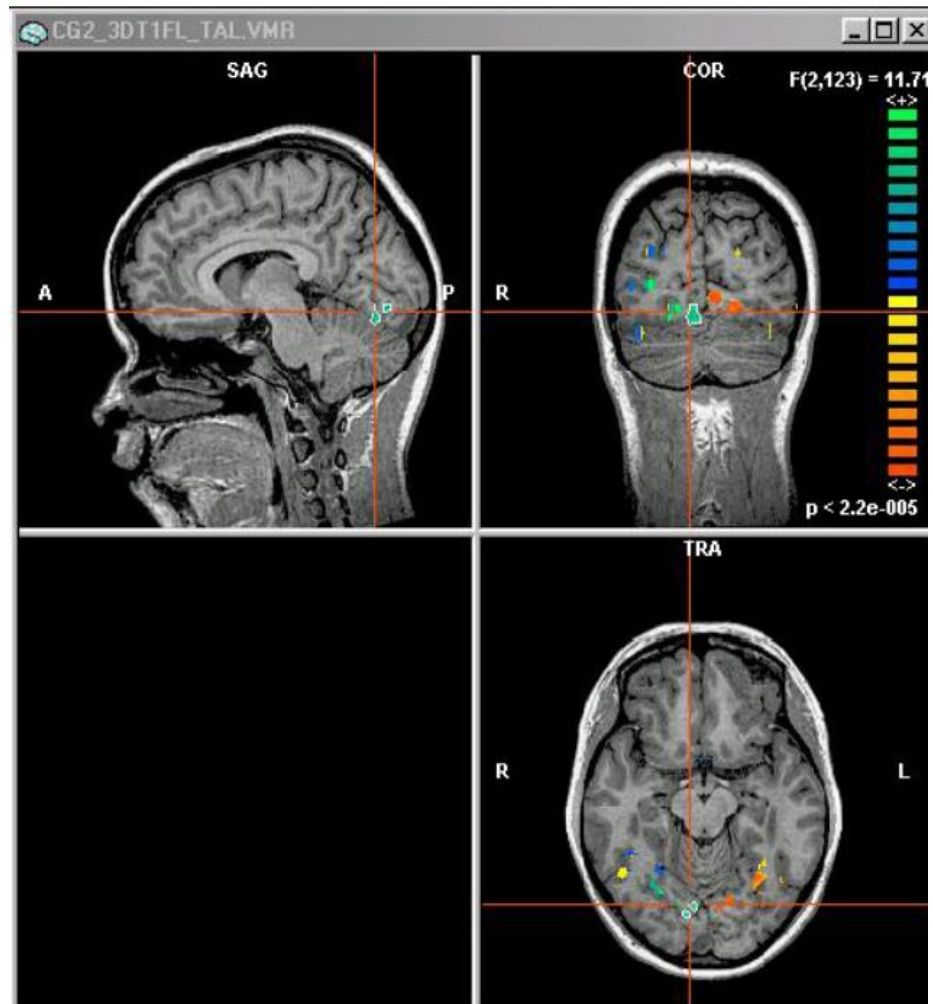 CG2_3DT1FL_TAL.VMR
SAG
A
P
COR
R
F(2,123) = 11.71
<+>
<->
p < 2.2e-005
TRA
R
L